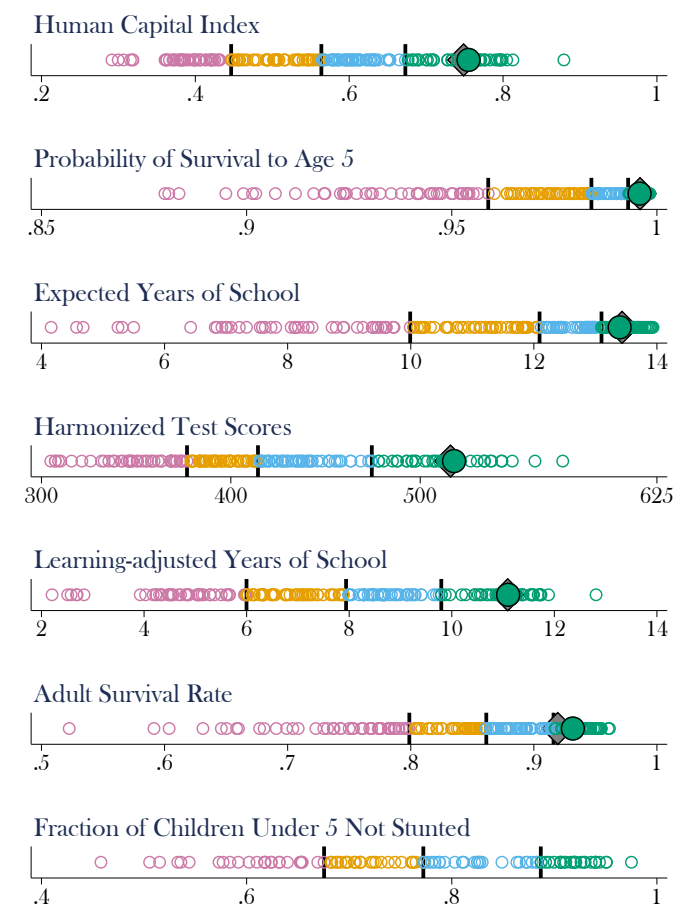 Human Capital Index
.2 .4 .6 .8 1
Probability of Survival to Age 5
.85 .9 .95 1
Expected Years of School
4 6 8 10 12 14
Harmonized Test Scores
300 400 500 625
Learning-adjusted Years of School
2 4 6 8 10 12 14
Adult Survival Rate
.5 .6 .7 .8 .9 1
Fraction of Children Under 5 Not Stunted
.4 .6 .8 1